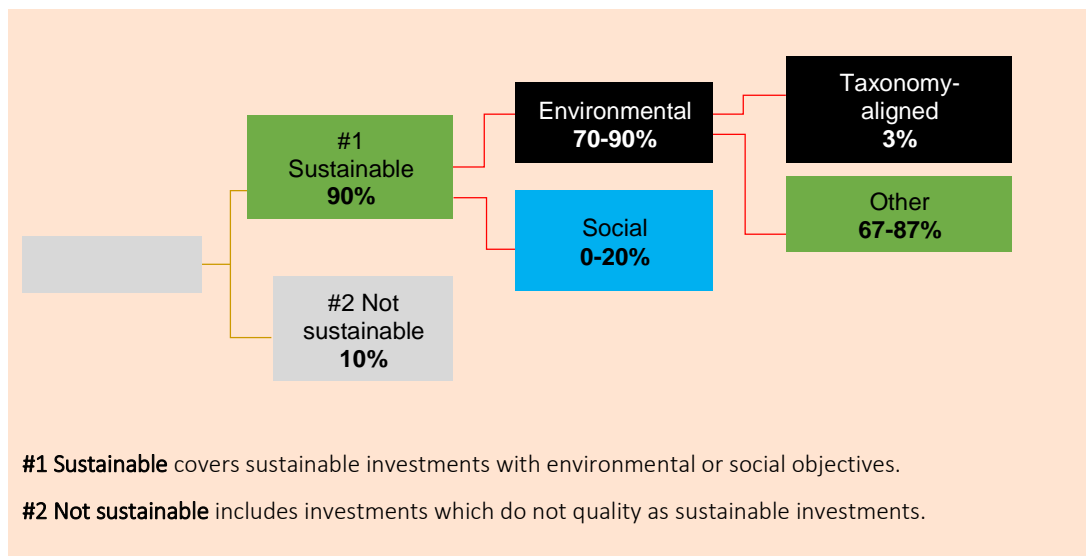 #1
Sustainable
90%
#2 Not
sustainable
10%
Environmental
70-90%
Social
0-20%
Taxonomy-
aligned
3%
Other
67-87%
#1 Sustainable covers sustainable investments with environmental or social objectives.
#2 Not sustainable includes investments which do not quality as sustainable investments.